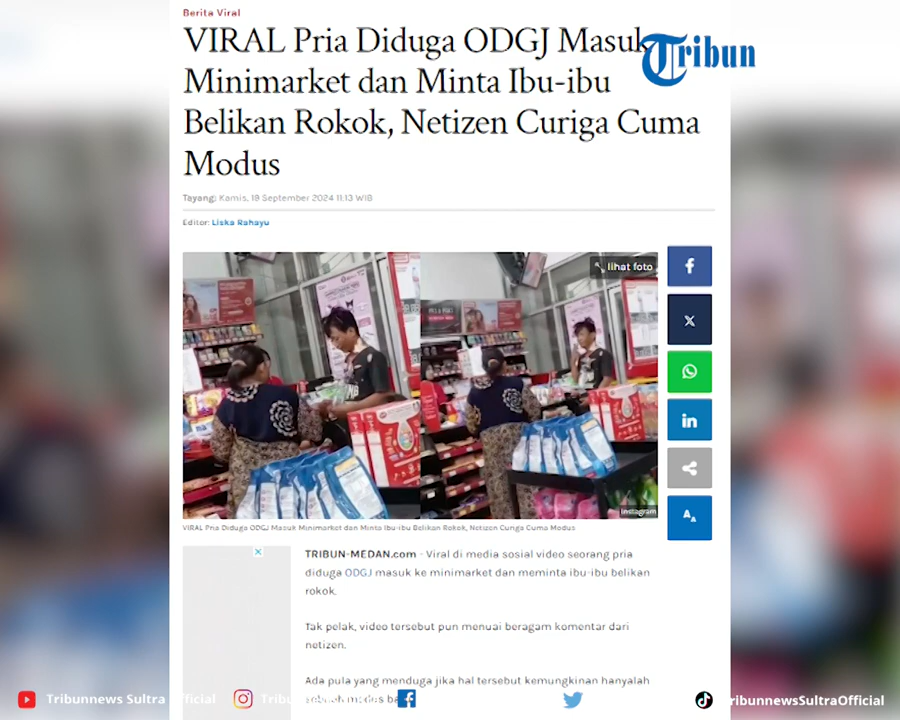 Berita Viral
VIRAL Pria Diduga ODGJ Masuk
Tribun
Minimarket dan Minta Ibu-ibu
Belikan Rokok, Netizen Curiga Cuma
Modus
Tayang: Kamis, 19 September 2024 11:13 WIB
Editor: Liska Rahayu
lihat foto
instagram
VIRAL Pria Diduga ODGJ Masuk Minimarket dan Minta Ibu-ibu Belikan Rokok, Netizen Curiga Cuma Modus
TRIBUN-MEDAN.com - Viral di media sosial video seorang pria
diduga ODGJ masuk ke minimarket dan meminta ibu-ibu belikan
rokok.
Tak pelak, video tersebut pun menuai beragam komentar dari
netizen.
Ada pula yang menduga jika hal tersebut kemungkinan hanyalah
Tribunnews Sultra
TribunnewsSultraOfficial